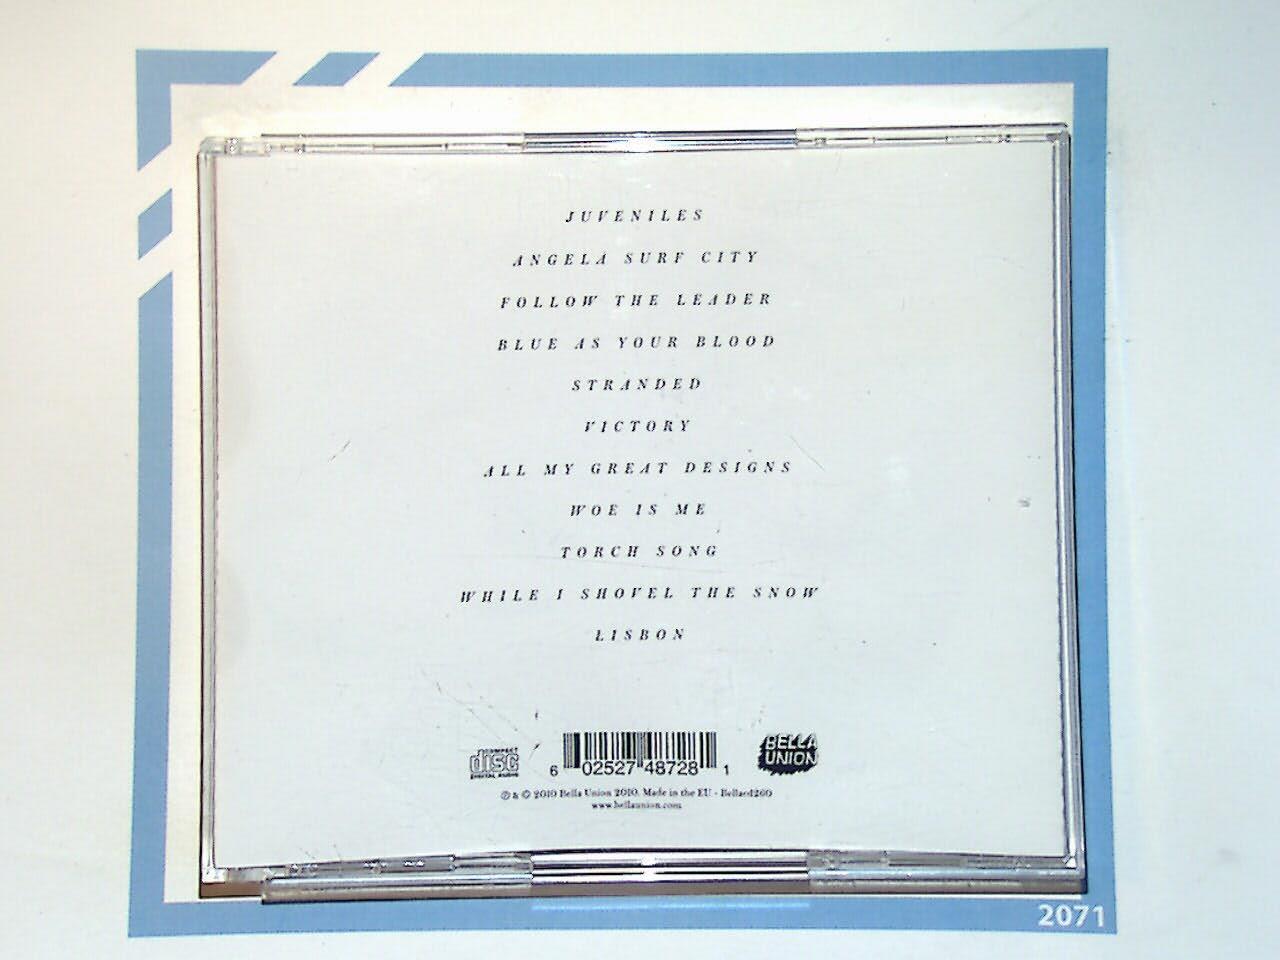 JUVENILES
ANGELA SURF CITY
FOLLOW THE LEADER
BLUE AS YOUR BLOOD
STRANDED
VICTORY
ALL MY GREAT DESIGNS
WOE IS ME
TORCH SONG
WHILE I SHOVEL THE SNOW
LISBON
COMPACT
disc
DIGITAL AUDIO
6 02527 48728 1
BELLA
UNION
℗ & © 2010 Bella Union 2010. Made in the EU - Bellacd260
www.bellaunion.com
2071